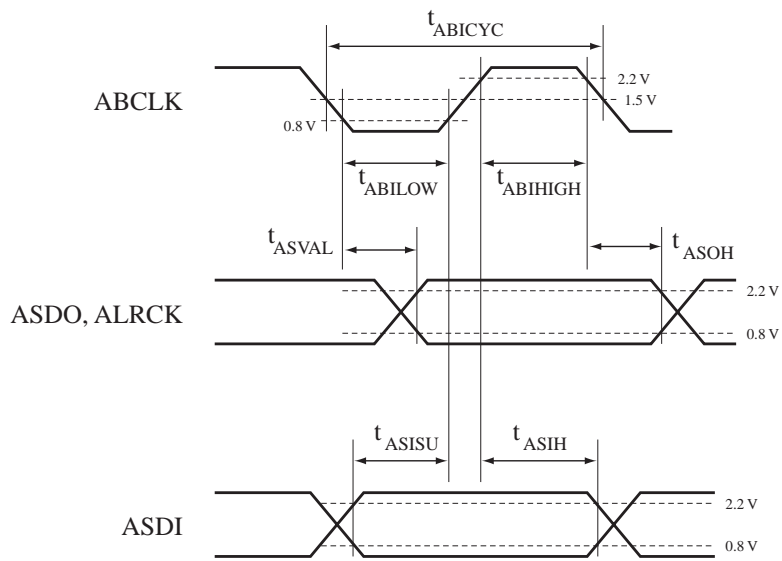 tABICYC
2.2 V
ABCLK
1.5 V
0.8 V
tABILOW
tABIHIGH
tASVAL
tASOH
2.2 V
ASDO, ALRCK
0.8 V
tASISU
tASIH
2.2 V
ASDI
0.8 V